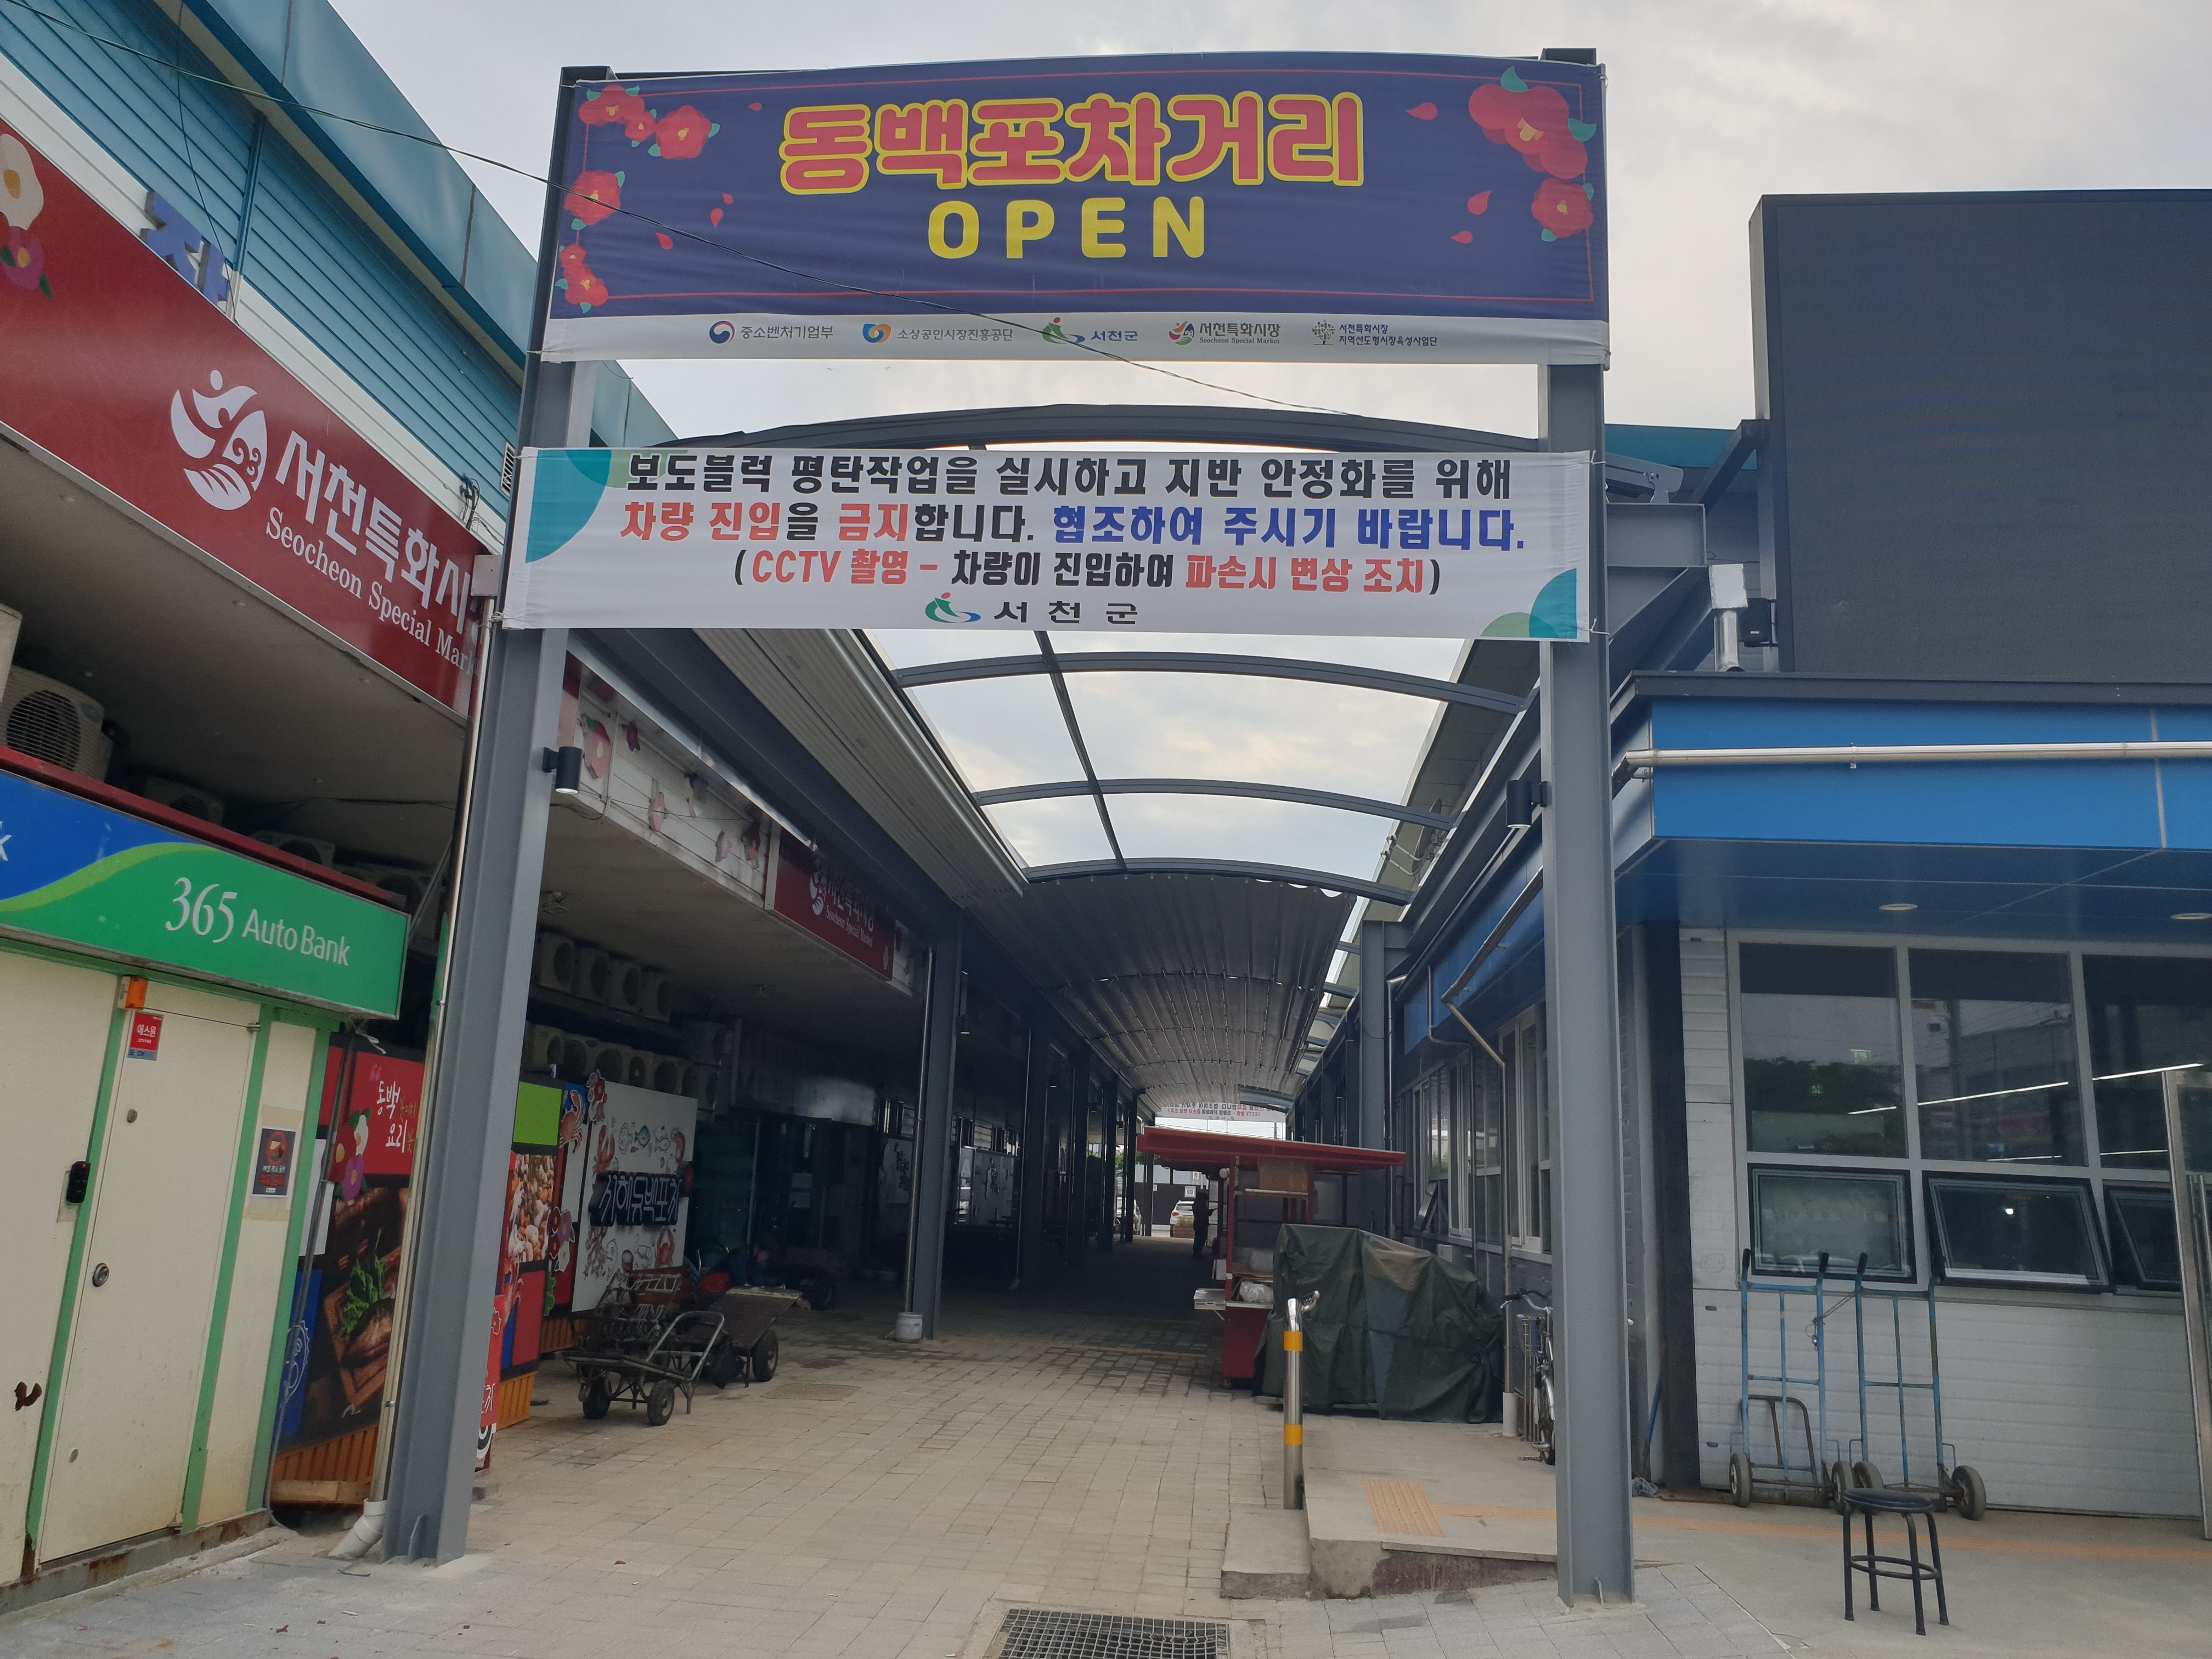 동백포차거리
OPEN
중소벤처기업부
소상공인시장진흥공단
서천군
서천특화시장
Seocheon Special Market
서천특화시장
지역선도형시장육성사업단
보도블럭 평탄작업을 실시하고 지반 안정화를 위해
차량 진입을 금지합니다. 협조하여 주시기 바랍니다.
(CCTV 촬영 - 차량이 진입하여 파손시 변상 조치)
서천군
서천특화시
Seocheon Special Mark
365 Auto Bank
에스원
서천특화시장
Seocheon Special Market
동백
요리